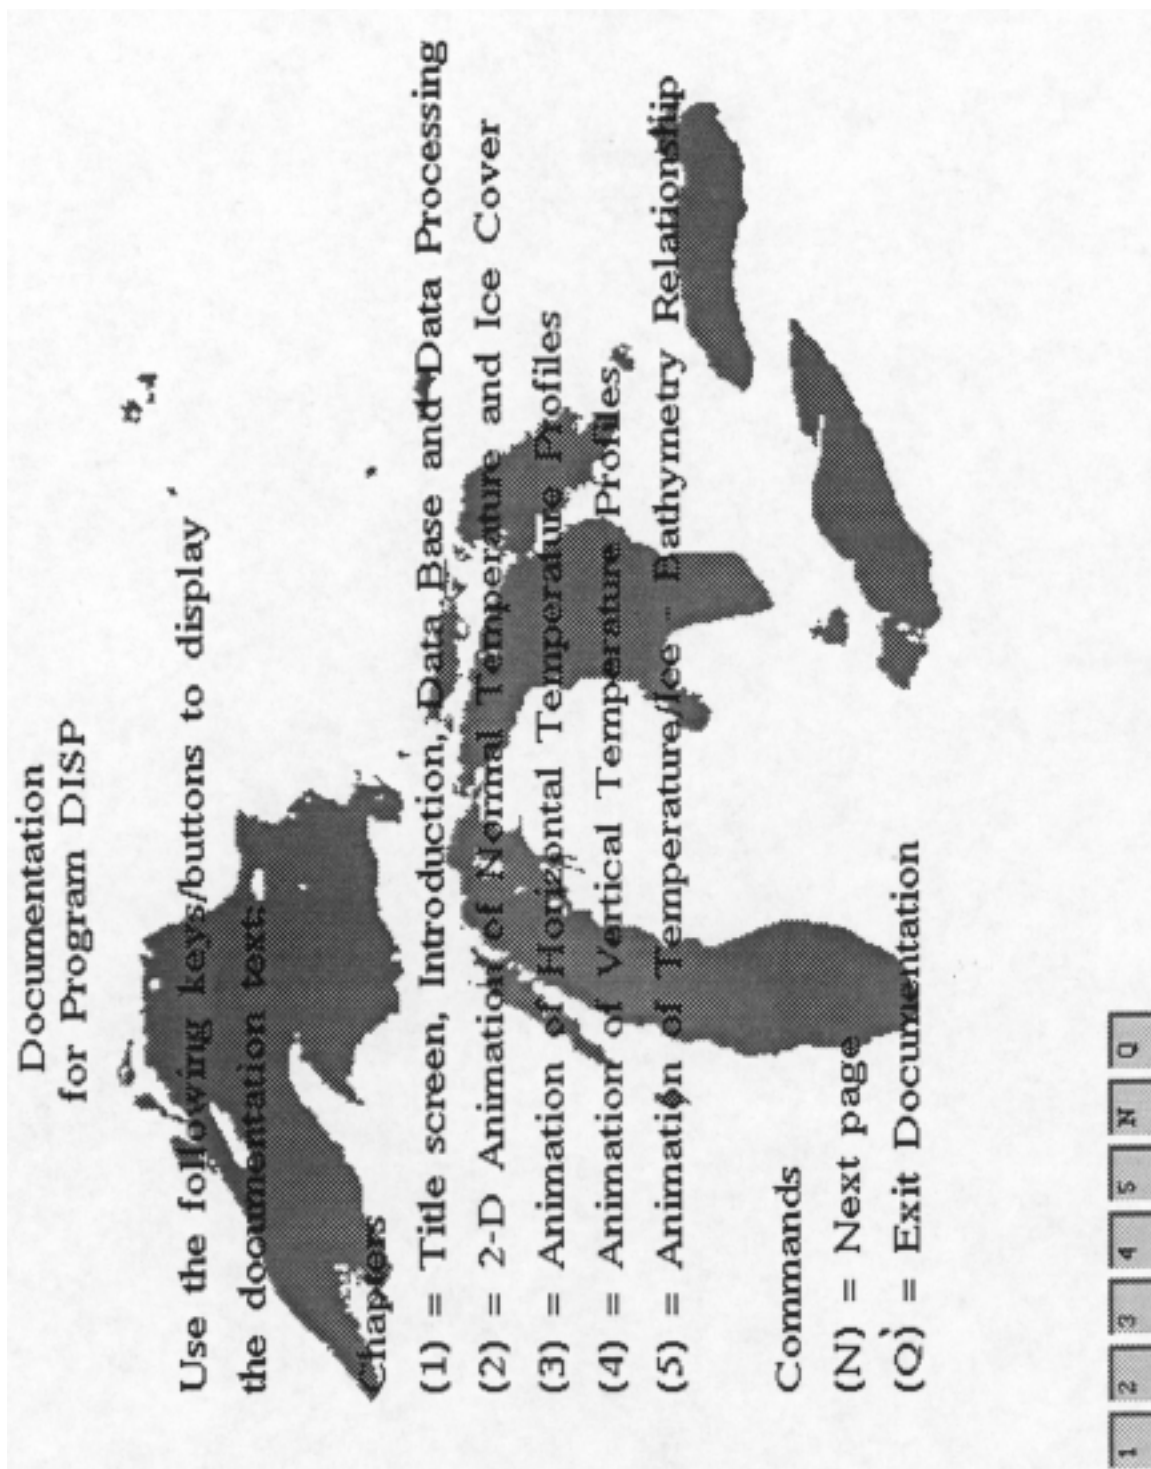 Documentation
for Program DISP
Use the following keys/buttons to display
the documentation text:
Chapters
(1) = Title screen, Introduction, Data Base and Data Processing
(2) = 2-D Animation of Normal Temperature and Ice Cover
(3) = Animation of Horizontal Temperature Profiles
(4) = Animation of Vertical Temperature Profiles
(5) = Animation of Temperature/Ice - Bathymetry Relationship
Commands
(N) = Next page
(Q) = Exit Documentation
1 2 3 4 5 N Q